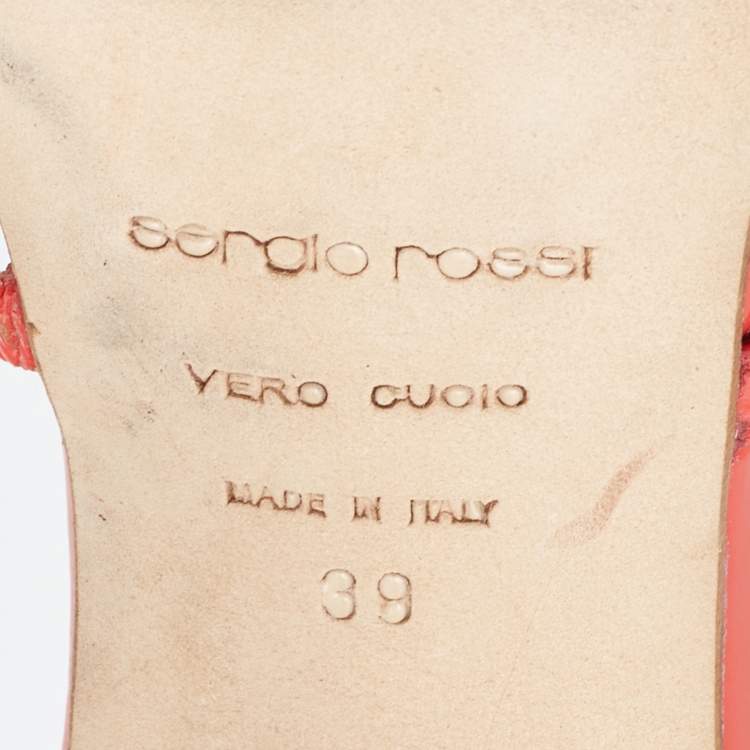 sergio rossi
VERO CUOIO
MADE IN ITALY
39